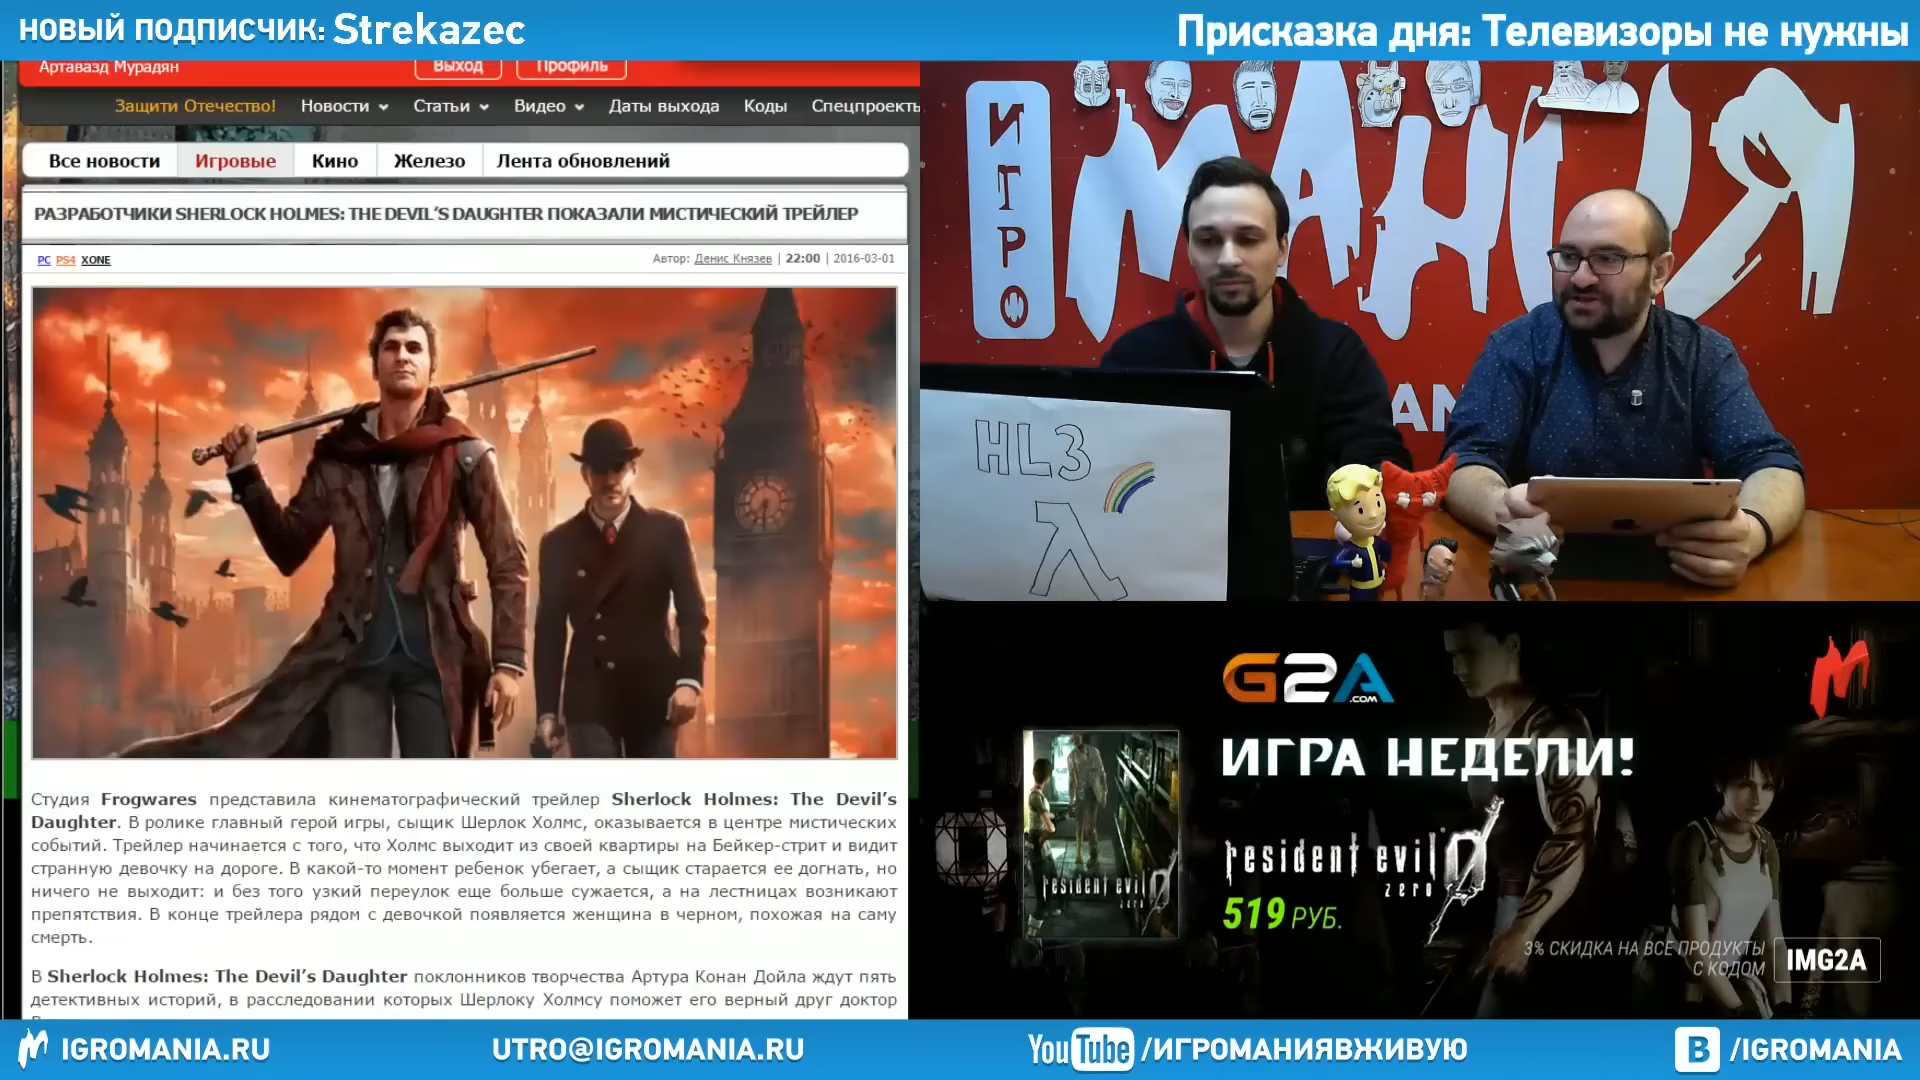 НОВЫЙ ПОДПИСЧИК: Strekazec
Присказка дня: Телевизоры не нужны
Артавазд Мурадян
Выход
Профиль
Защити Отечество!
Новости
Статьи
Видео
Даты выхода
Коды
Спецпроекты
Все новости
Игровые
Кино
Железо
Лента обновлений
РАЗРАБОТЧИКИ SHERLOCK HOLMES: THE DEVIL’S DAUGHTER ПОКАЗАЛИ МИСТИЧЕСКИЙ ТРЕЙЛЕР
PC PS4 XONE
Автор: Денис Князев | 22:00 | 2016-03-01
Студия Frogwares представила кинематографический трейлер Sherlock Holmes: The Devil’s
Daughter. В ролике главный герой игры, сыщик Шерлок Холмс, оказывается в центре мистических
событий. Трейлер начинается с того, что Холмс выходит из своей квартиры на Бейкер-стрит и видит
странную девочку на дороге. В какой-то момент ребенок убегает, а сыщик старается ее догнать, но
ничего не выходит: и без того узкий переулок еще больше сужается, а на лестницах возникают
препятствия. В конце трейлера рядом с девочкой появляется женщина в черном, похожая на саму
смерть.
В Sherlock Holmes: The Devil’s Daughter поклонников творчества Артура Конан Дойла ждут пять
детективных историй, в расследовании которых Шерлоку Холмсу поможет его верный друг доктор
ИГРО
МАНИЯ
HL3
λ
G2A
.COM
ИГРА НЕДЕЛИ!
resident evil 0
zero
519 РУБ.
resident evil 0
zero
3% СКИДКА НА ВСЕ ПРОДУКТЫ
С КОДОМ
IMG2A
IGROMANIA.RU
UTRO@IGROMANIA.RU
YouTube /ИГРОМАНИЯВЖИВУЮ
В /IGROMANIA